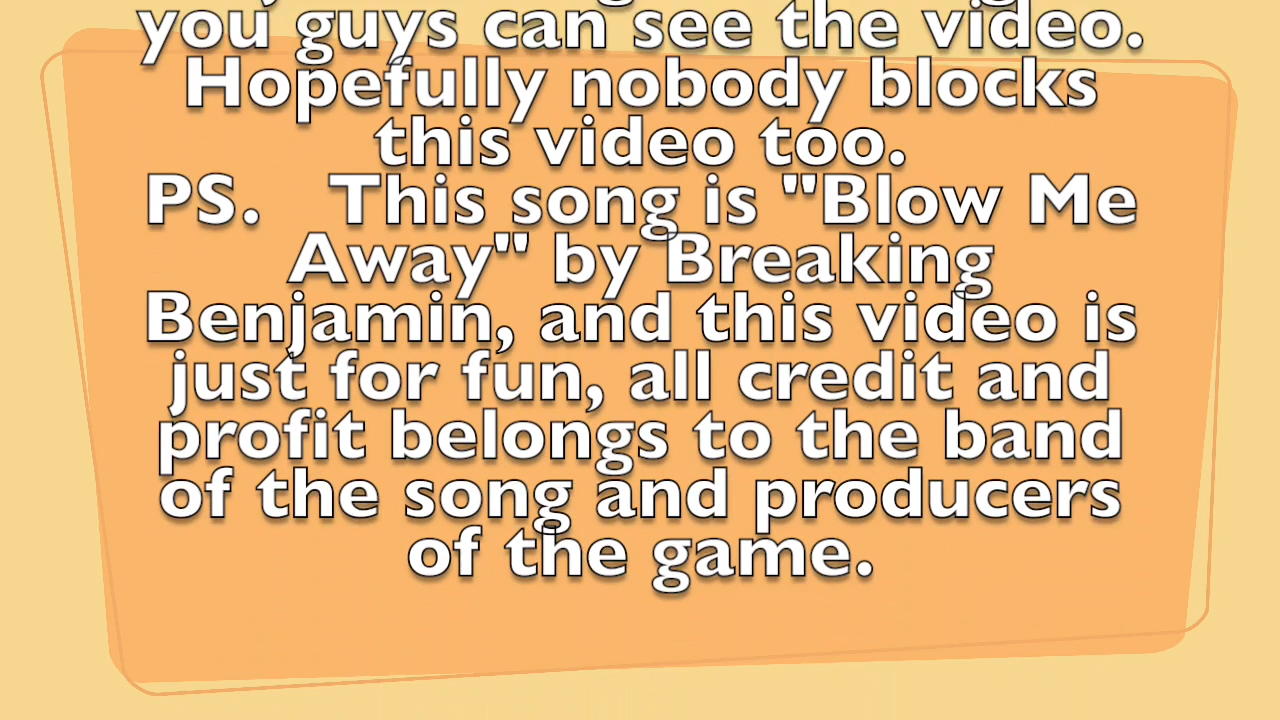 you guys can see the video.
Hopefully nobody blocks
this video too.
PS. This song is "Blow Me
Away" by Breaking
Benjamin, and this video is
just for fun, all credit and
profit belongs to the band
of the song and producers
of the game.